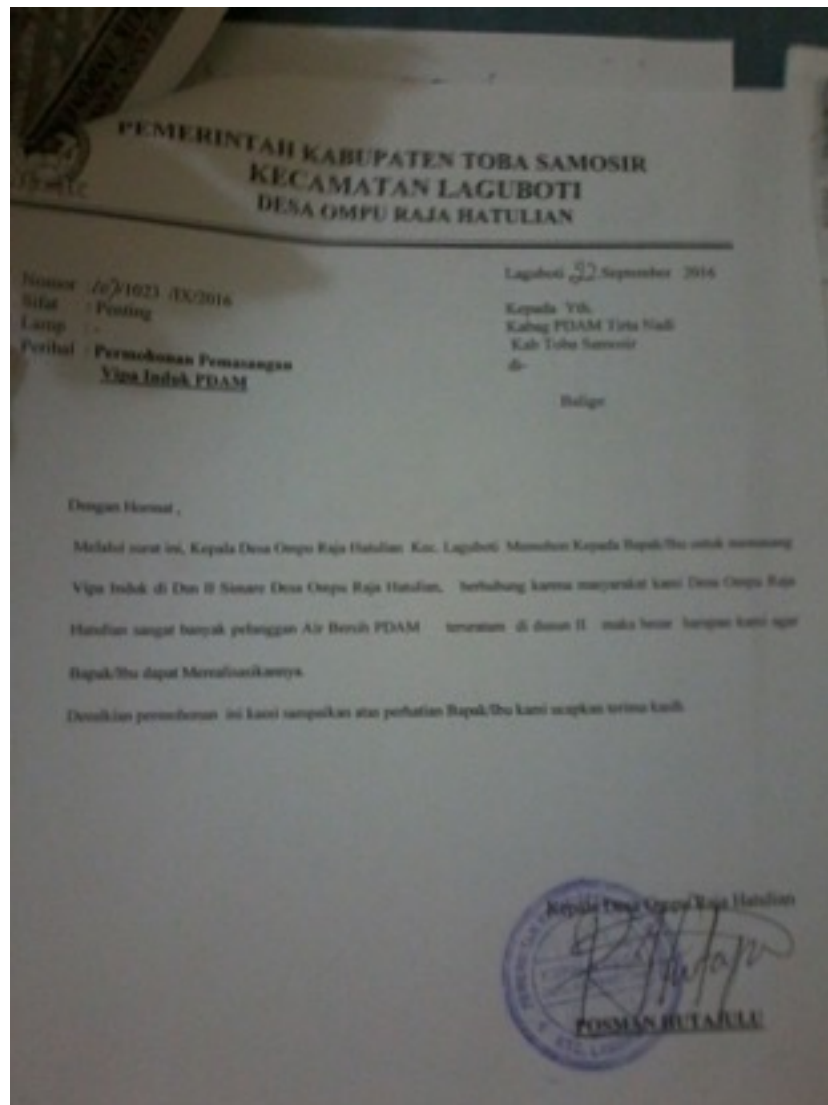 PEMERINTAH KABUPATEN TOBA SAMOSIR
KECAMATAN LAGUBOTI
DESA OMPU RAJA HATULIAN
Laguboti 22 September 2016
Nomor : /1023 /IX/2016
Sifat : Penting
Lamp : -
Perihal : Permohonan Pemasangan
Vipa Induk PDAM
Kepada Yth.
Kabag PDAM Tirta Nadi
Kab Toba Samosir
di-
Balige
Dengan Hormat ,
Melalui surat ini, Kepala Desa Ompu Raja Hatulian Kec. Laguboti Memohon Kepada Bapak/Ibu untuk memasang
Vipa Induk di Dsn II Simare Desa Ompu Raja Hatulian, berhubung karena masyarakat kami Desa Ompu Raja
Hatulian sangat banyak pelanggan Air Bersih PDAM di dusun II maka besar harapan kami agar
Bapak/Ibu dapat Merealisasikannya.
Demikian permohonan ini kami sampaikan atas perhatian Bapak/Ibu kami ucapkan terima kasih
Kepala Desa Ompu Raja Hatulian
POSMAN HUTAJULU